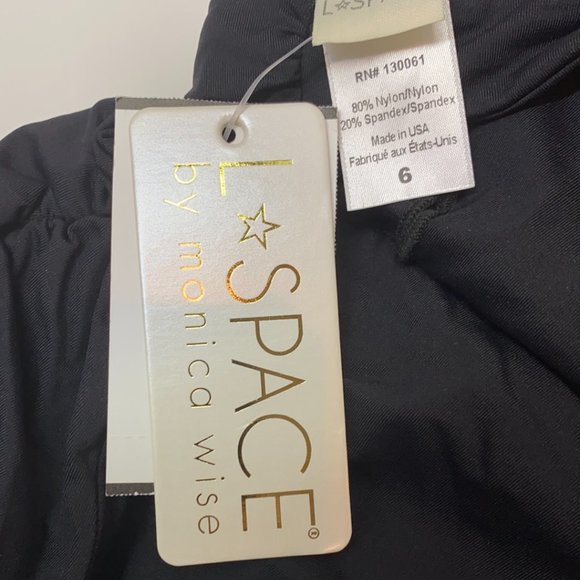 L☆SPACE
RN# 130061
80% Nylon/Nylon
20% Spandex/Spandex
Made in USA
Fabriqué aux États-Unis
6
L☆SPACE®
by monica wise